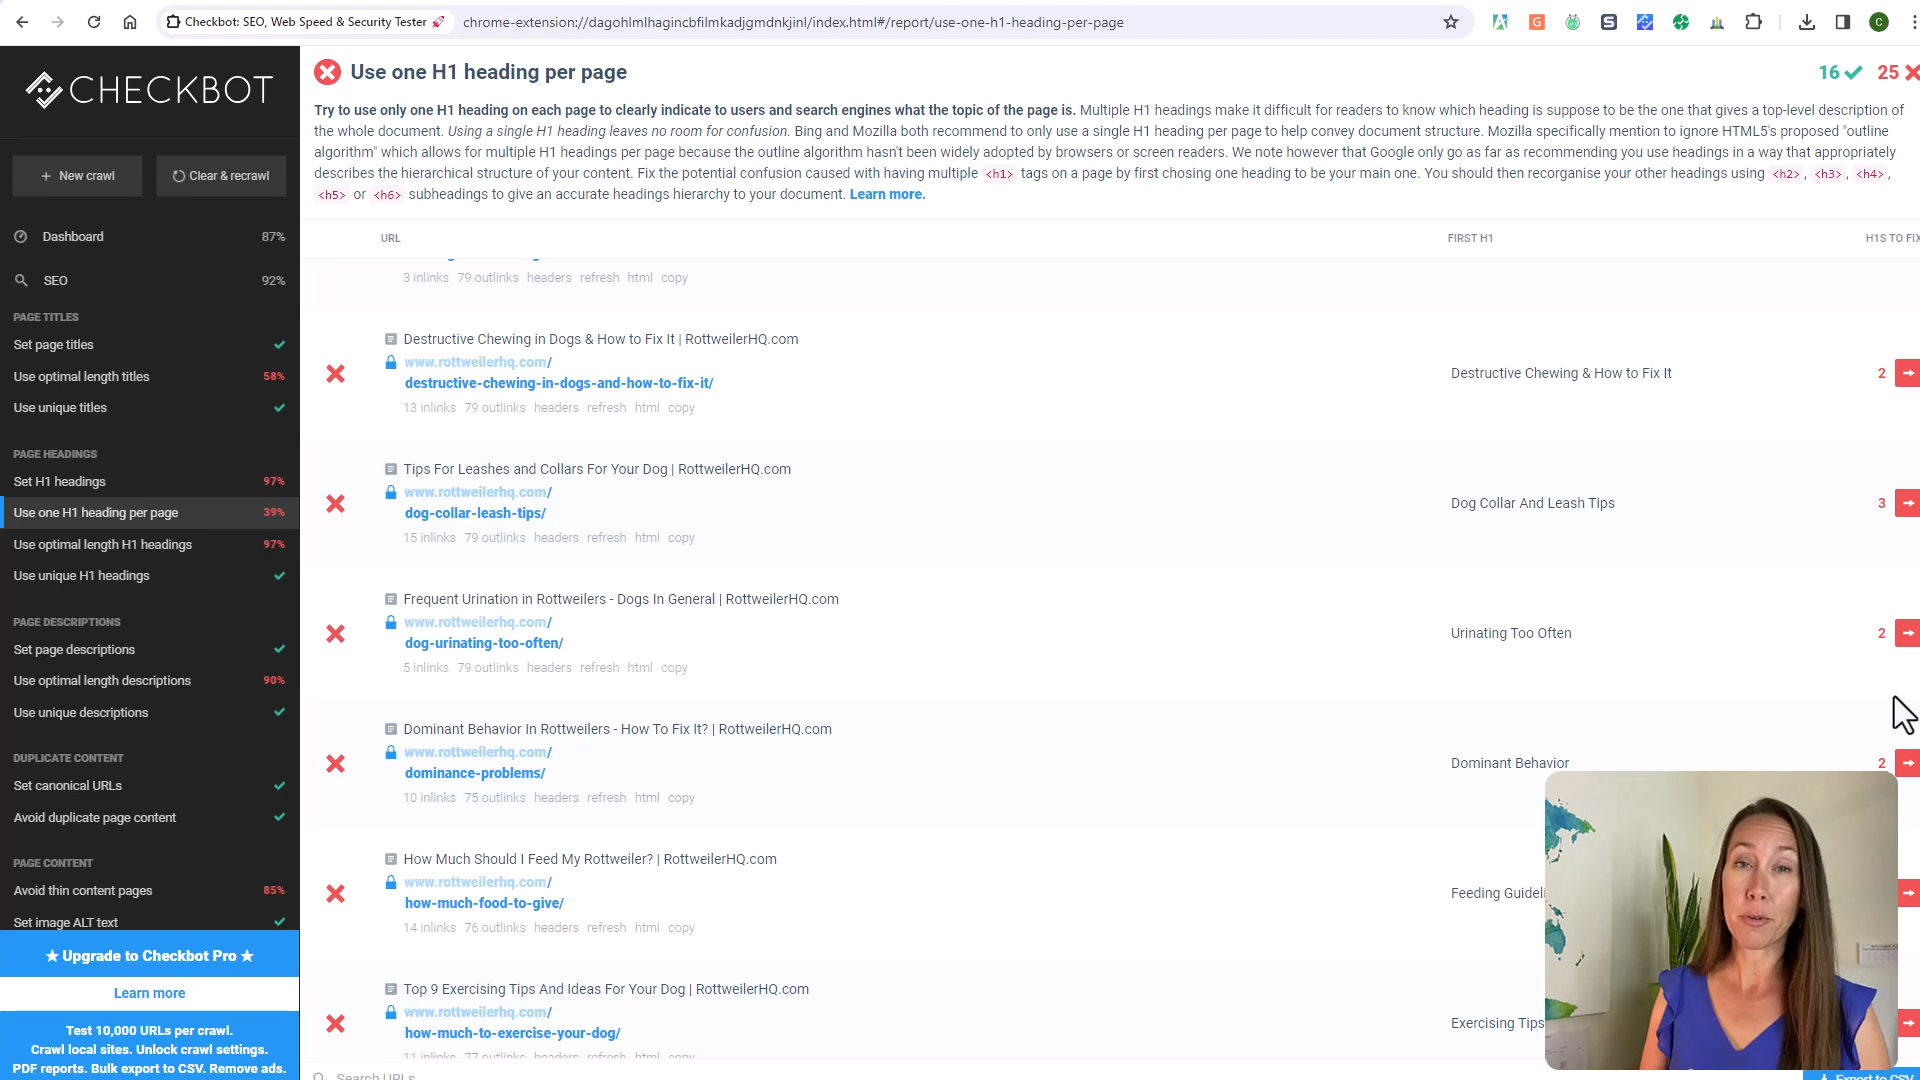 Checkbot: SEO, Web Speed & Security Tester 🚀
chrome-extension://dagohlmlhagincbfilmkadjgmdnkjinl/index.html#/report/use-one-h1-heading-per-page
C
CHECKBOT
+ New crawl
Clear & recrawl
Dashboard 87%
SEO 92%
PAGE TITLES
Set page titles
Use optimal length titles 58%
Use unique titles
PAGE HEADINGS
Set H1 headings 97%
Use one H1 heading per page 39%
Use optimal length H1 headings 97%
Use unique H1 headings
PAGE DESCRIPTIONS
Set page descriptions
Use optimal length descriptions 90%
Use unique descriptions
DUPLICATE CONTENT
Set canonical URLs
Avoid duplicate page content
PAGE CONTENT
Avoid thin content pages 85%
Set image ALT text
★ Upgrade to Checkbot Pro ★
Learn more
Test 10,000 URLs per crawl.
Crawl local sites. Unlock crawl settings.
PDF reports. Bulk export to CSV. Remove ads.
Use one H1 heading per page
16 25
Try to use only one H1 heading on each page to clearly indicate to users and search engines what the topic of the page is. Multiple H1 headings make it difficult for readers to know which heading is suppose to be the one that gives a top-level description of
the whole document. Using a single H1 heading leaves no room for confusion. Bing and Mozilla both recommend to only use a single H1 heading per page to help convey document structure. Mozilla specifically mention to ignore HTML5's proposed "outline
algorithm" which allows for multiple H1 headings per page because the outline algorithm hasn't been widely adopted by browsers or screen readers. We note however that Google only go as far as recommending you use headings in a way that appropriately
describes the hierarchical structure of your content. Fix the potential confusion caused with having multiple <h1> tags on a page by first chosing one heading to be your main one. You should then recorganise your other headings using <h2>, <h3>, <h4>,
<h5> or <h6> subheadings to give an accurate headings hierarchy to your document. Learn more.
URL FIRST H1 H1S TO FIX
3 inlinks 79 outlinks headers refresh html copy
Destructive Chewing in Dogs & How to Fix It | RottweilerHQ.com
www.rottweilerhq.com/
destructive-chewing-in-dogs-and-how-to-fix-it/
13 inlinks 79 outlinks headers refresh html copy
Destructive Chewing & How to Fix It 2
Tips For Leashes and Collars For Your Dog | RottweilerHQ.com
www.rottweilerhq.com/
dog-collar-leash-tips/
15 inlinks 79 outlinks headers refresh html copy
Dog Collar And Leash Tips 3
Frequent Urination in Rottweilers - Dogs In General | RottweilerHQ.com
www.rottweilerhq.com/
dog-urinating-too-often/
5 inlinks 79 outlinks headers refresh html copy
Urinating Too Often 2
Dominant Behavior In Rottweilers - How To Fix It? | RottweilerHQ.com
www.rottweilerhq.com/
dominance-problems/
10 inlinks 75 outlinks headers refresh html copy
Dominant Behavior 2
How Much Should I Feed My Rottweiler? | RottweilerHQ.com
www.rottweilerhq.com/
how-much-food-to-give/
14 inlinks 76 outlinks headers refresh html copy
Feeding Guideli
Top 9 Exercising Tips And Ideas For Your Dog | RottweilerHQ.com
www.rottweilerhq.com/
how-much-to-exercise-your-dog/
11 inlinks 77 outlinks headers refresh html copy
Exercising Tips
Search URLs
Export to CSV